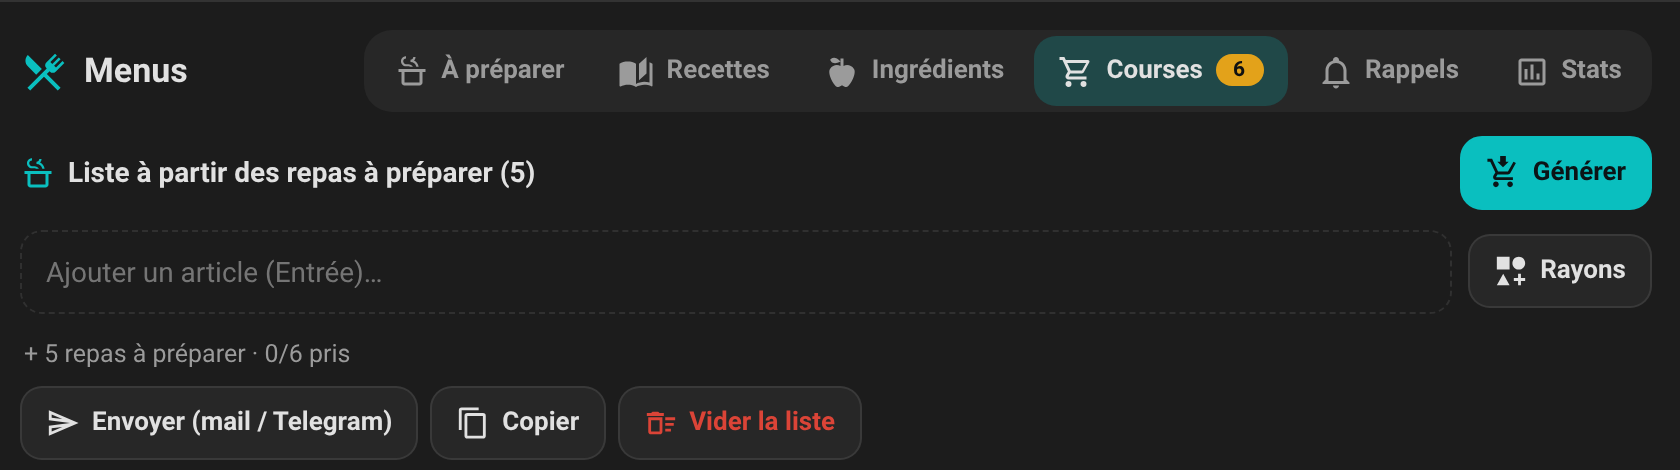 Menus À préparer Recettes Ingrédients Courses 6 Rappels Stats
Liste à partir des repas à préparer (5) Générer
Ajouter un article (Entrée)… Rayons
+ 5 repas à préparer · 0/6 pris
Envoyer (mail / Telegram) Copier Vider la liste